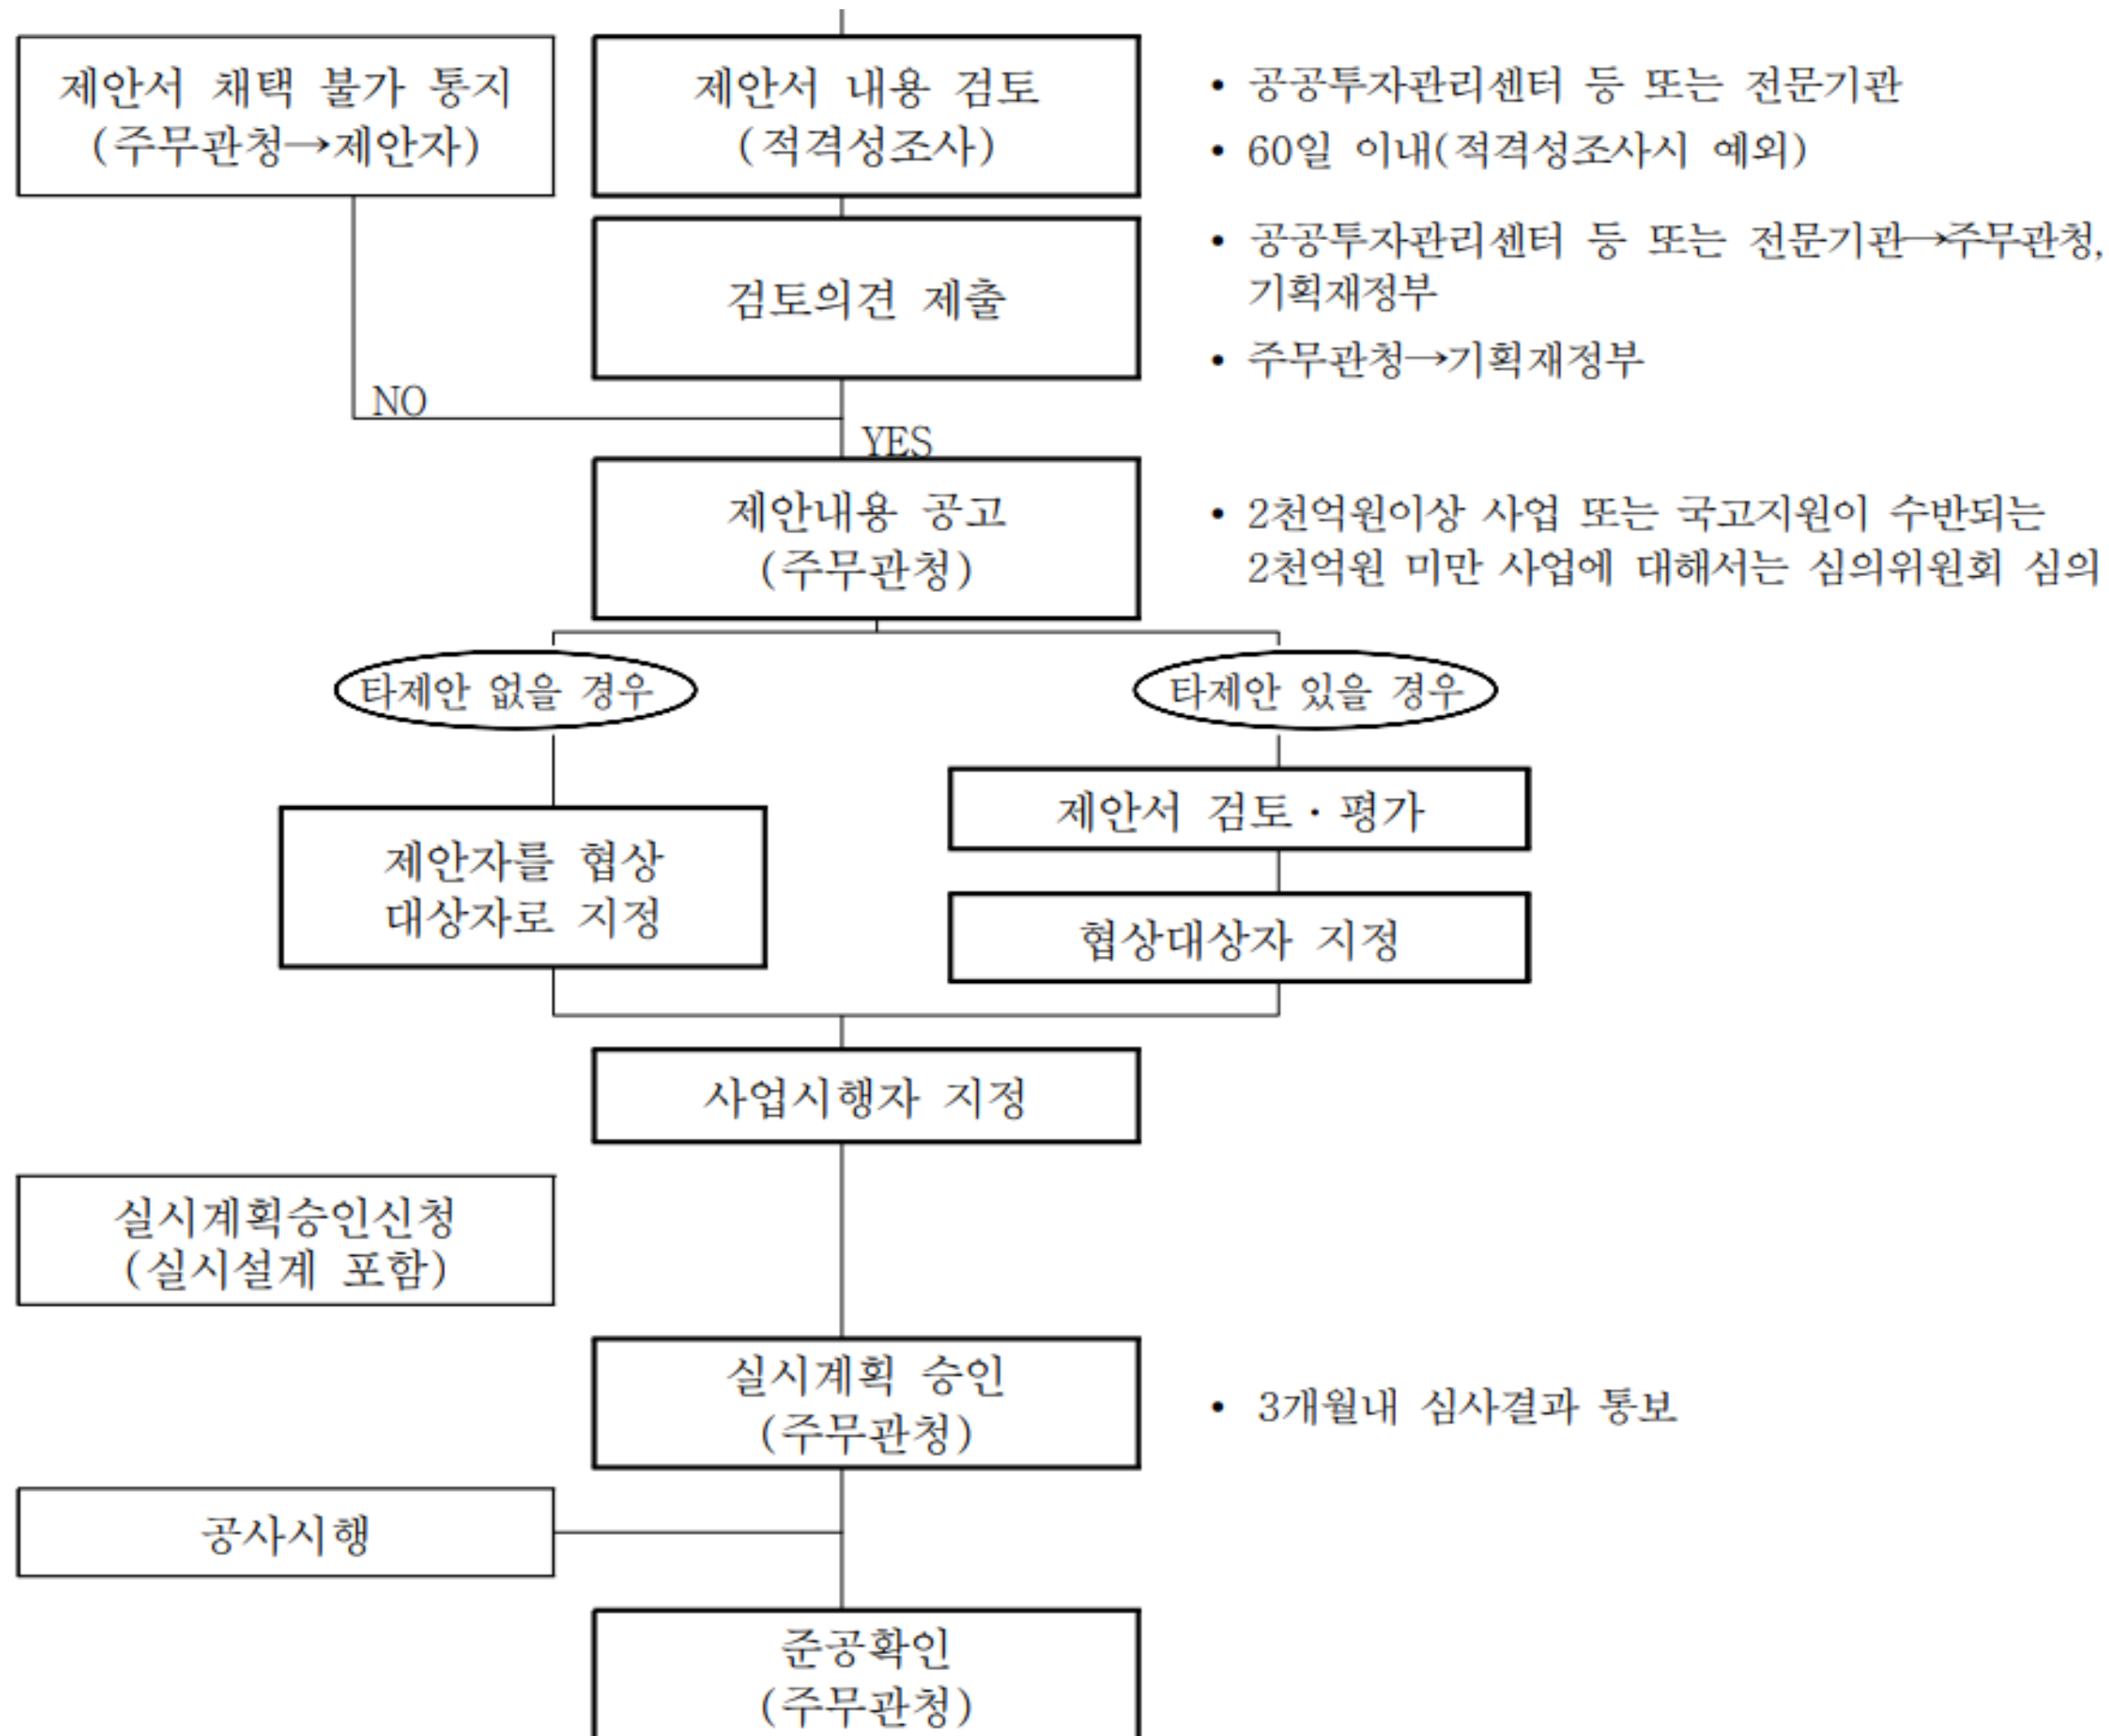 제안서 채택 불가 통지
(주무관청→제안자)
제안서 내용 검토
(적격성조사)
• 공공투자관리센터 등 또는 전문기관
• 60일 이내(적격성조사시 예외)
검토의견 제출
• 공공투자관리센터 등 또는 전문기관→주무관청,
기획재정부
• 주무관청→기획재정부
NO
YES
제안내용 공고
(주무관청)
• 2천억원이상 사업 또는 국고지원이 수반되는
2천억원 미만 사업에 대해서는 심의위원회 심의
타제안 없을 경우
타제안 있을 경우
제안자를 협상
대상자로 지정
제안서 검토·평가
협상대상자 지정
사업시행자 지정
실시계획승인신청
(실시설계 포함)
실시계획 승인
(주무관청)
• 3개월내 심사결과 통보
공사시행
준공확인
(주무관청)